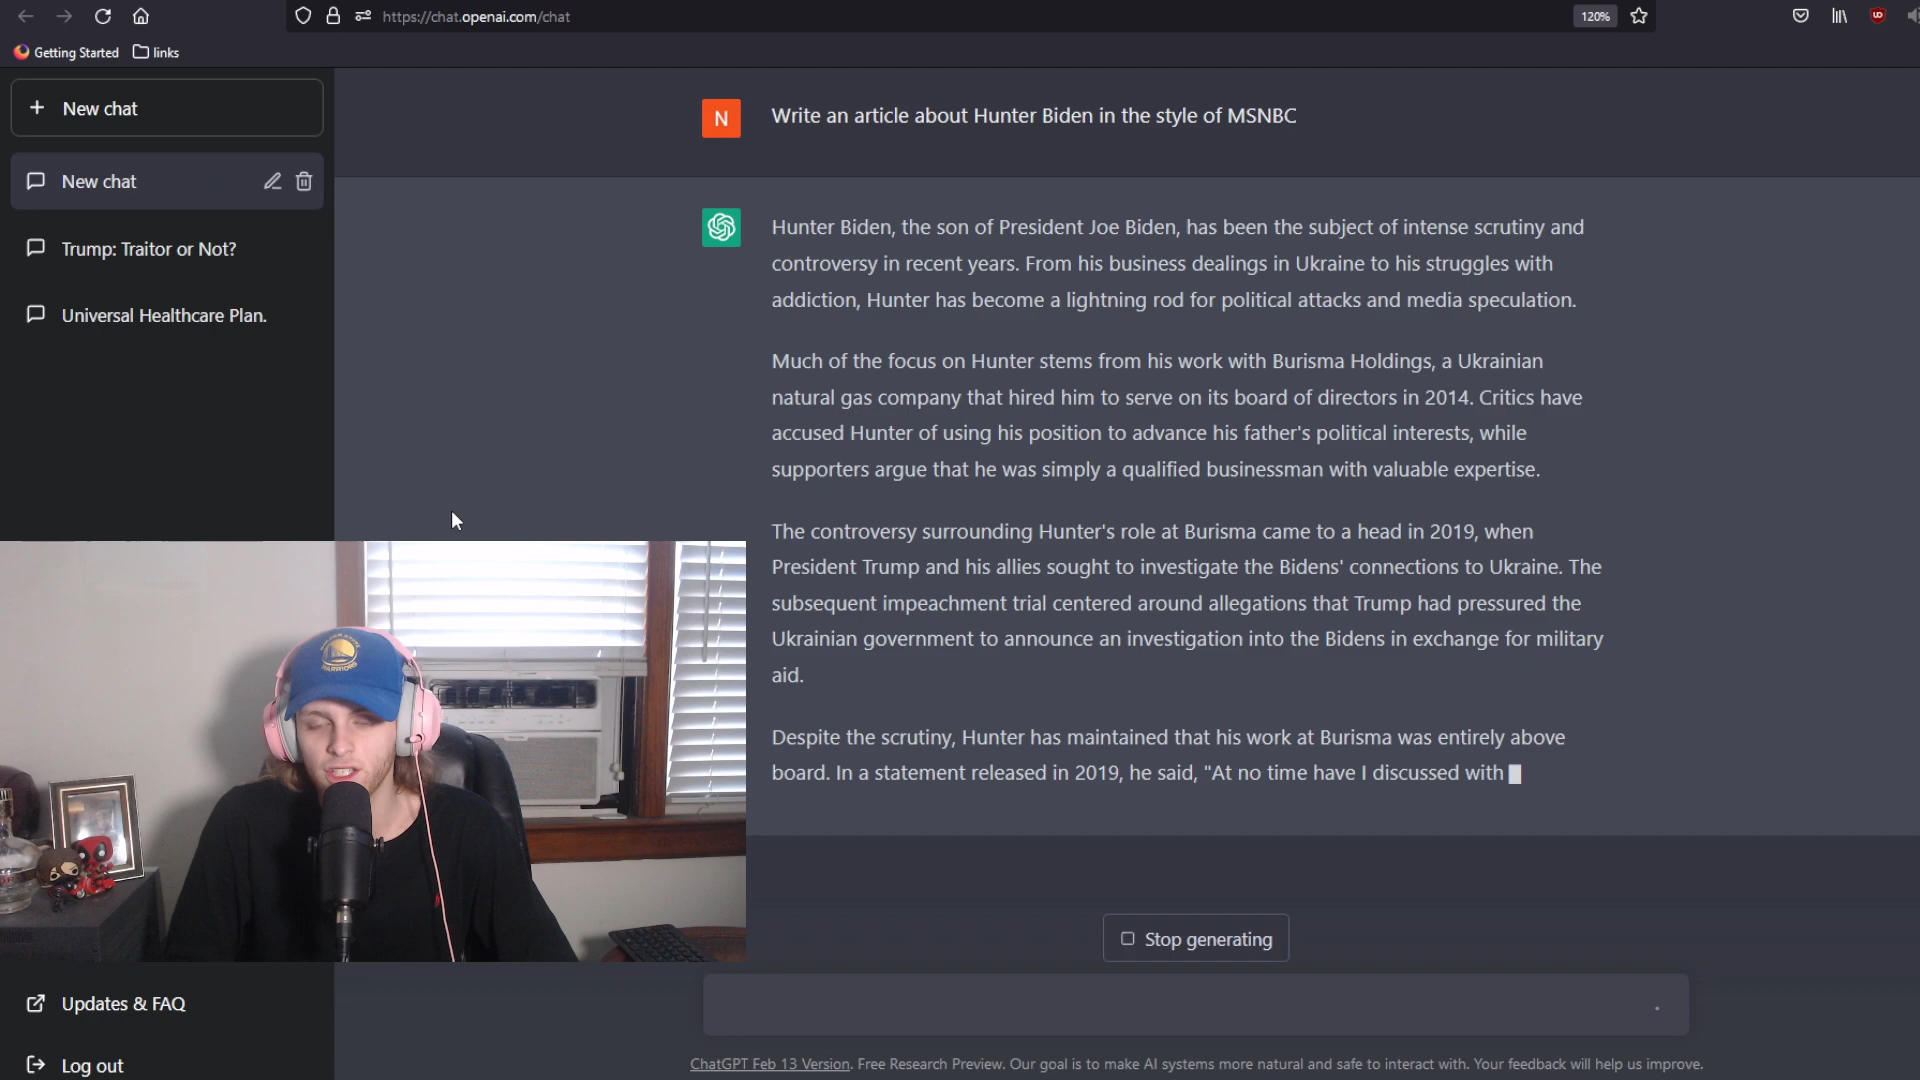 https://chat.openai.com/chat
120%
Getting Started
links
New chat
New chat
Trump: Traitor or Not?
Universal Healthcare Plan.
Updates & FAQ
Log out
N
Write an article about Hunter Biden in the style of MSNBC
Hunter Biden, the son of President Joe Biden, has been the subject of intense scrutiny and
controversy in recent years. From his business dealings in Ukraine to his struggles with
addiction, Hunter has become a lightning rod for political attacks and media speculation.
Much of the focus on Hunter stems from his work with Burisma Holdings, a Ukrainian
natural gas company that hired him to serve on its board of directors in 2014. Critics have
accused Hunter of using his position to advance his father's political interests, while
supporters argue that he was simply a qualified businessman with valuable expertise.
The controversy surrounding Hunter's role at Burisma came to a head in 2019, when
President Trump and his allies sought to investigate the Bidens' connections to Ukraine. The
subsequent impeachment trial centered around allegations that Trump had pressured the
Ukrainian government to announce an investigation into the Bidens in exchange for military
aid.
Despite the scrutiny, Hunter has maintained that his work at Burisma was entirely above
board. In a statement released in 2019, he said, "At no time have I discussed with
Stop generating
ChatGPT Feb 13 Version. Free Research Preview. Our goal is to make AI systems more natural and safe to interact with. Your feedback will help us improve.